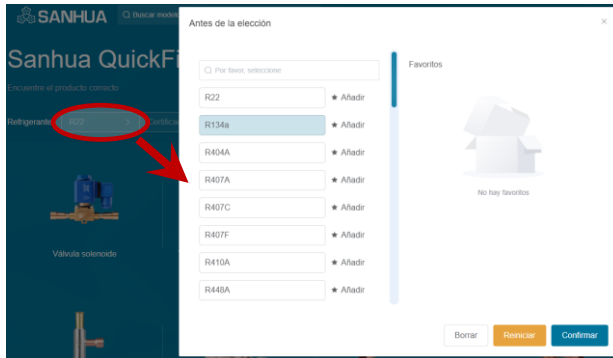 SANHUA
Buscar modelo
Antes de la elección
Sanhua QuickFi
Encuentre el producto correcto
Refrigerante
R22
Certificac
Por favor, seleccione
Favoritos
R22
Añadir
R134a
Añadir
R404A
Añadir
R407A
Añadir
R407C
Añadir
R407F
Añadir
R410A
Añadir
R448A
Añadir
No hay favoritos
Válvula solenoide
Borrar
Reiniciar
Confirmar